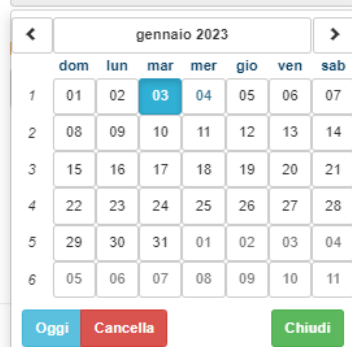 gennaio 2023
dom lun mar mer gio ven sab
1 01 02 03 04 05 06 07
2 08 09 10 11 12 13 14
3 15 16 17 18 19 20 21
4 22 23 24 25 26 27 28
5 29 30 31 01 02 03 04
6 05 06 07 08 09 10 11
Oggi Cancella Chiudi